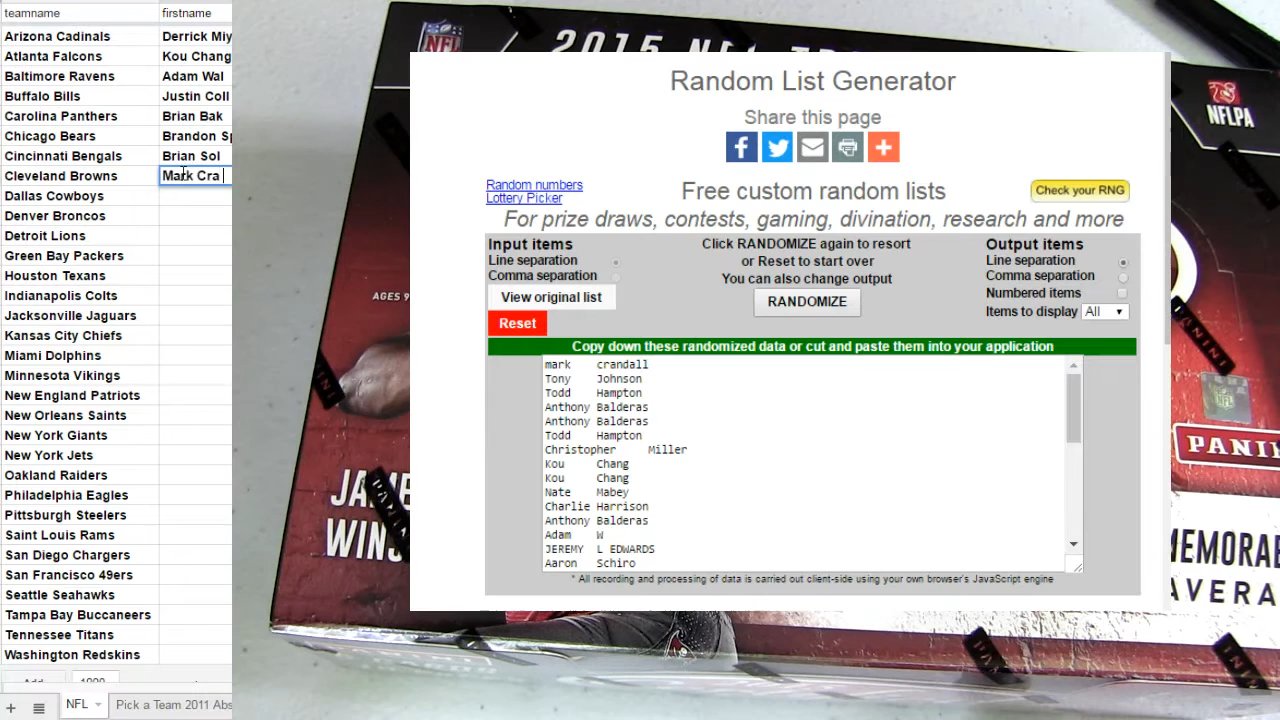 teamname firstname
Arizona Cadinals Derrick Miy
Atlanta Falcons Kou Chang
Baltimore Ravens Adam Wal
Buffalo Bills Justin Coll
Carolina Panthers Brian Bak
Chicago Bears Brandon Sp
Cincinnati Bengals Brian Sol
Cleveland Browns Mark Cra
Dallas Cowboys
Denver Broncos
Detroit Lions
Green Bay Packers
Houston Texans
Indianapolis Colts
Jacksonville Jaguars
Kansas City Chiefs
Miami Dolphins
Minnesota Vikings
New England Patriots
New Orleans Saints
New York Giants
New York Jets
Oakland Raiders
Philadelphia Eagles
Pittsburgh Steelers
Saint Louis Rams
San Diego Chargers
San Francisco 49ers
Seattle Seahawks
Tampa Bay Buccaneers
Tennessee Titans
Washington Redskins
NFL Pick a Team 2011 Abs
NFL
2015 NFL
NFLPA
AGES 9
Random List Generator
Share this page
Random numbers
Lottery Picker
Free custom random lists
Check your RNG
For prize draws, contests, gaming, divination, research and more
Input items
Line separation
Comma separation
View original list
Reset
Click RANDOMIZE again to resort
or Reset to start over
You can also change output
RANDOMIZE
Output items
Line separation
Comma separation
Numbered items
Items to display All
Copy down these randomized data or cut and paste them into your application
mark crandall
Tony Johnson
Todd Hampton
Anthony Balderas
Anthony Balderas
Todd Hampton
Christopher Miller
Kou Chang
Kou Chang
Nate Mabey
Charlie Harrison
Anthony Balderas
Adam W
JEREMY L EDWARDS
Aaron Schiro
* All recording and processing of data is carried out client-side using your own browser's JavaScript engine
JAME
WINS
PANINI
PANINI
PANINI
NFL
PANINI
MEMORAB
AVERA